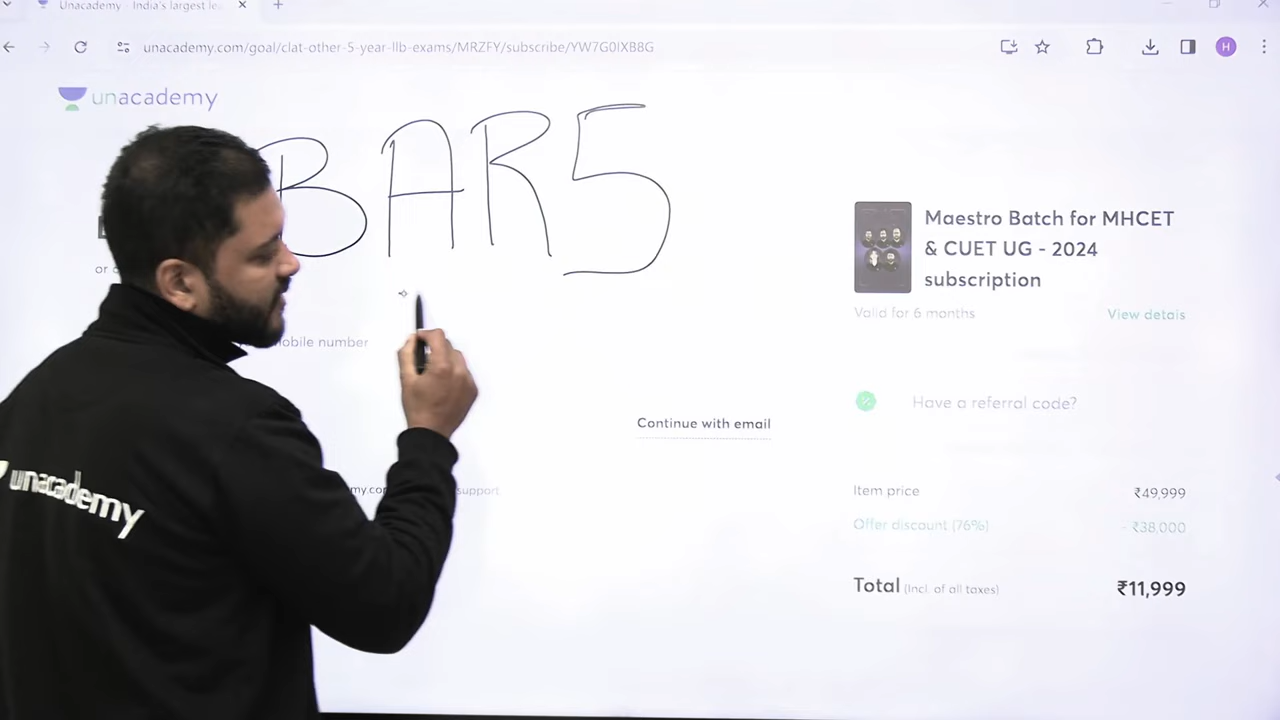 Unacademy - India's largest le
unacademy.com/goal/clat-other-5-year-llb-exams/MRZFY/subscribe/YW7G0IXB8G
H
unacademy
BAR5
Maestro Batch for MHCET
& CUET UG - 2024
subscription
Valid for 6 months
View details
mobile number
Have a referral code?
Continue with email
support
Item price
₹49,999
Offer discount (76%)
- ₹38,000
Total (Incl. of all taxes)
₹11,999
unacademy